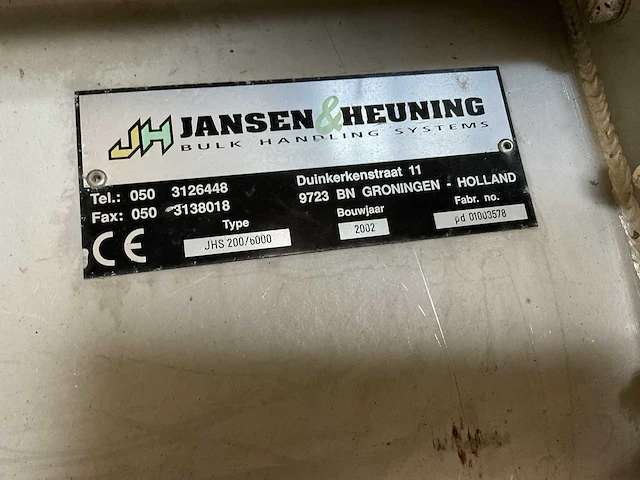 JH JANSEN & HEUNING
BULK HANDLING SYSTEMS
Tel.: 050 3126448
Fax: 050 3138018
Duinkerkenstraat 11
9723 BN GRONINGEN - HOLLAND
Type Bouwjaar Fabr. no.
CE JHS 200/6000 2002 pd 01003578